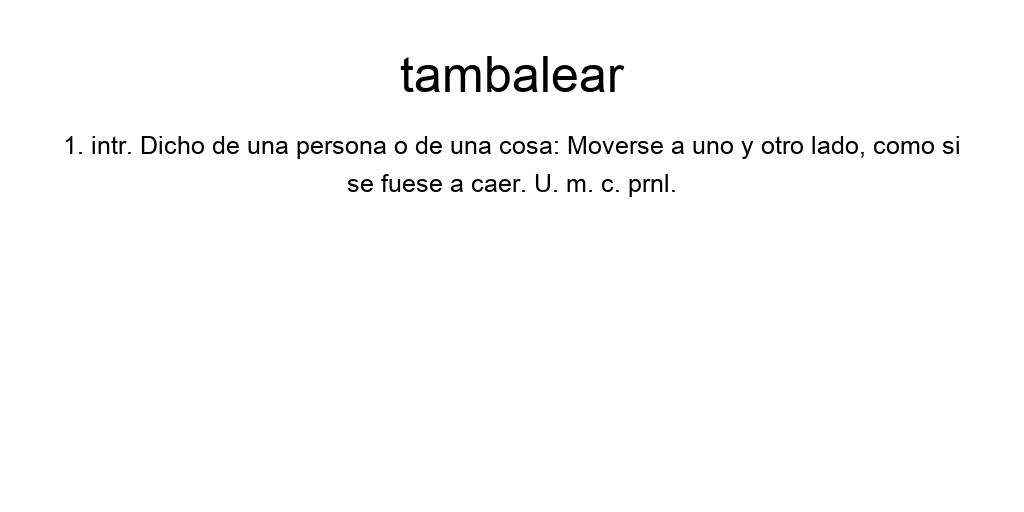 tambalear
1. intr. Dicho de una persona o de una cosa: Moverse a uno y otro lado, como si
se fuese a caer. U. m. c. prnl.